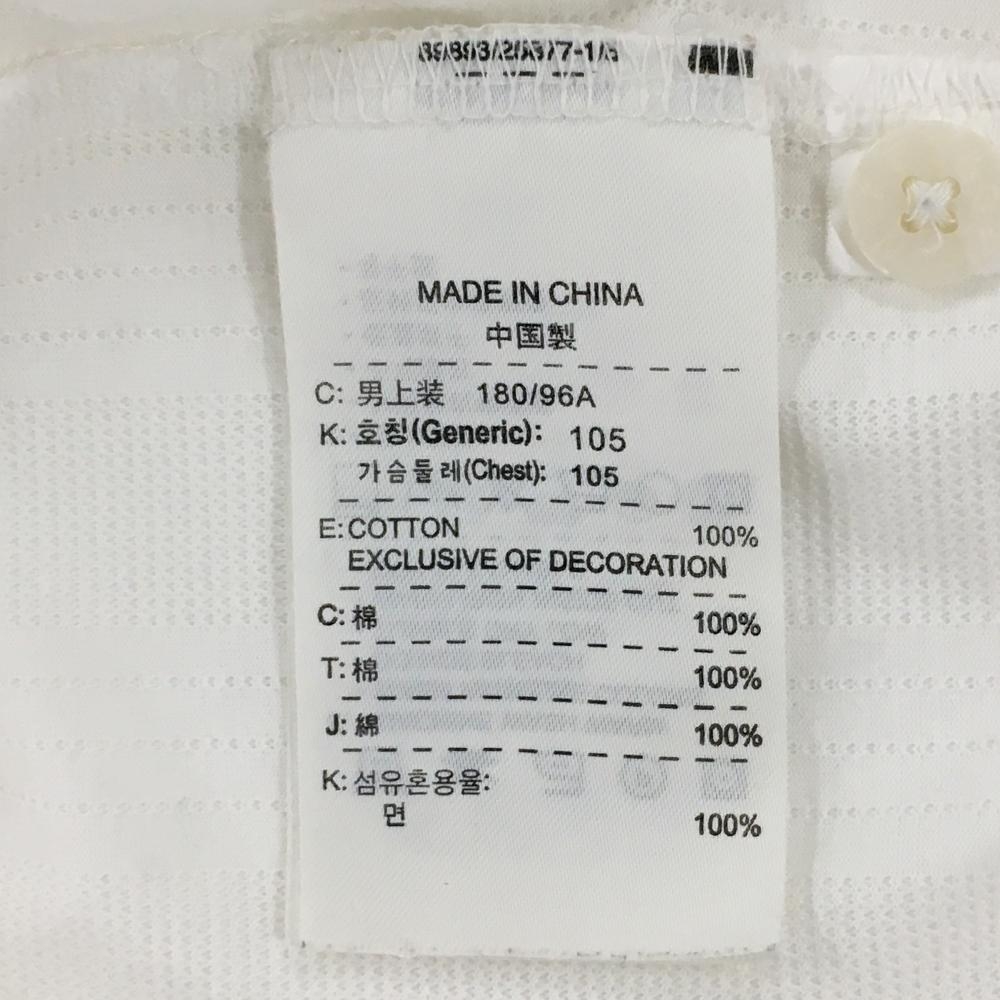 MADE IN CHINA
中国製
C: 男上装 180/96A
K: 호칭(Generic): 105
가슴둘레(Chest): 105
E: COTTON 100%
EXCLUSIVE OF DECORATION
C: 棉 100%
T: 棉 100%
J: 綿 100%
K: 섬유혼용율:
면 100%